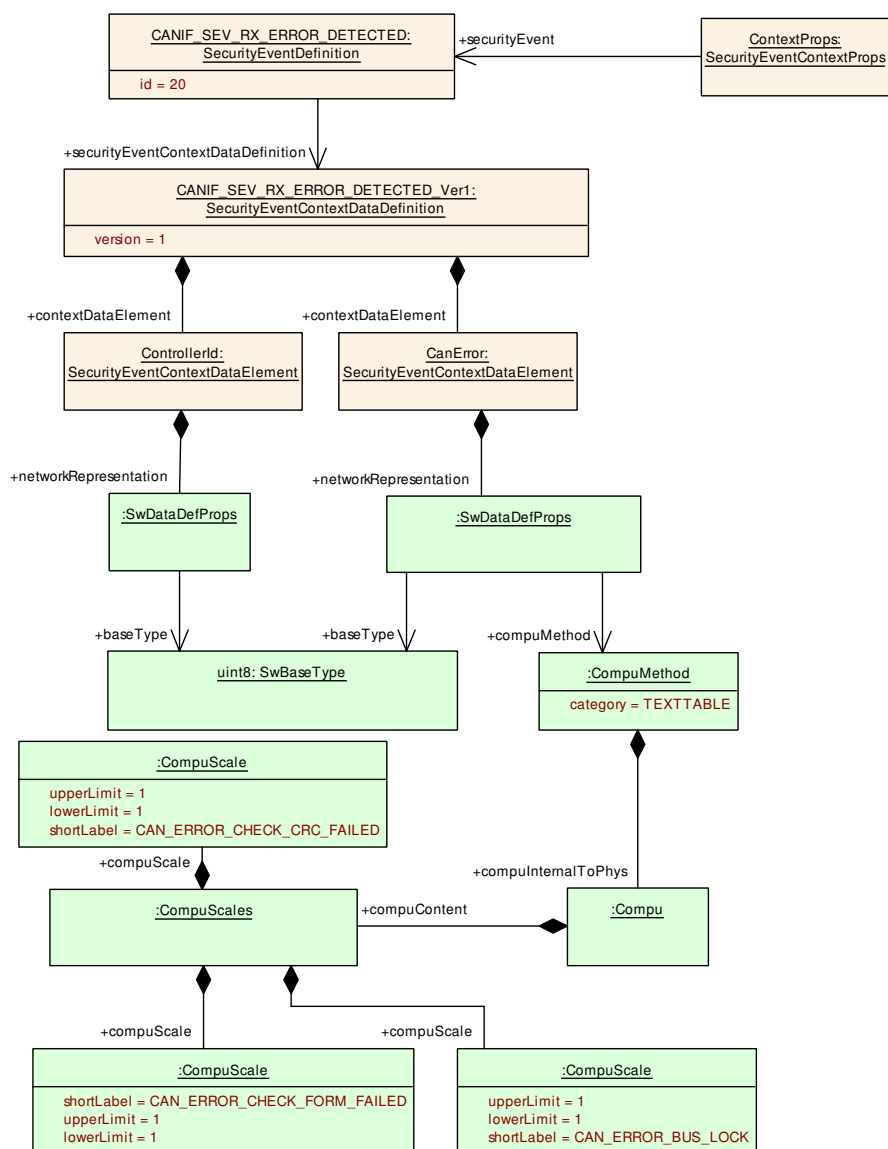 CANIF_SEV_RX_ERROR_DETECTED:
SecurityEventDefinition
id = 20
+securityEvent
ContextProps:
SecurityEventContextProps
+securityEventContextDataDefinition
CANIF_SEV_RX_ERROR_DETECTED_Ver1:
SecurityEventContextDataDefinition
version = 1
+contextDataElement
+contextDataElement
ControllerId:
SecurityEventContextDataElement
CanError:
SecurityEventContextDataElement
+networkRepresentation
+networkRepresentation
:SwDataDefProps
:SwDataDefProps
+baseType
+baseType
+compuMethod
uint8: SwBaseType
:CompuMethod
category = TEXTTABLE
:CompuScale
upperLimit = 1
lowerLimit = 1
shortLabel = CAN_ERROR_CHECK_CRC_FAILED
+compuScale
+compuInternalToPhys
:CompuScales
+compuContent
:Compu
+compuScale
+compuScale
:CompuScale
shortLabel = CAN_ERROR_CHECK_FORM_FAILED
upperLimit = 1
lowerLimit = 1
:CompuScale
upperLimit = 1
lowerLimit = 1
shortLabel = CAN_ERROR_BUS_LOCK